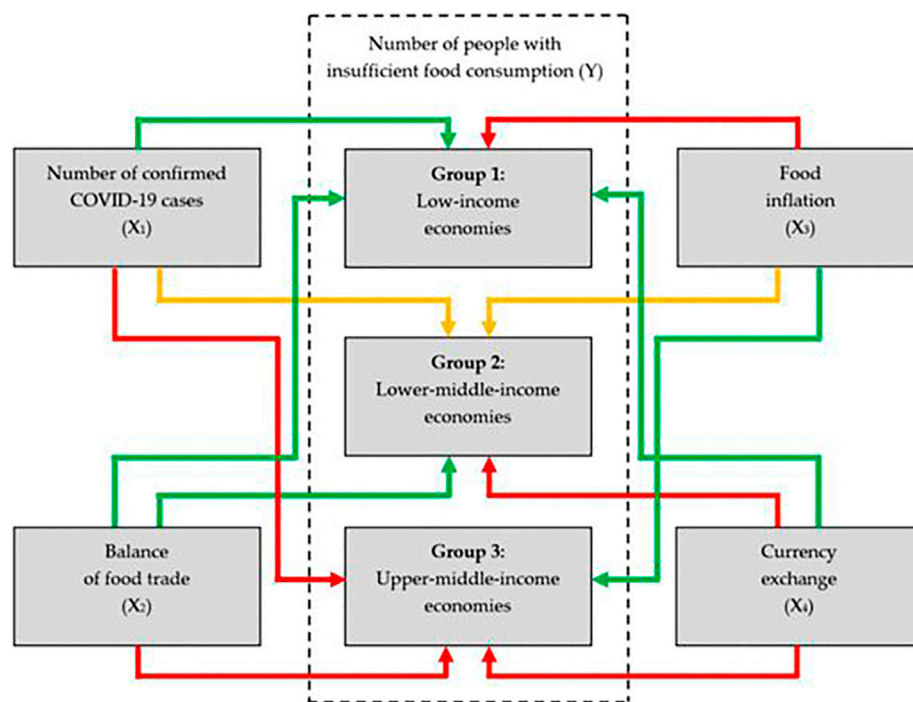 Number of people with
insufficient food consumption (Y)
Number of confirmed
COVID-19 cases
(X₁)
Group 1:
Low-income
economies
Food
inflation
(X₃)
Group 2:
Lower-middle-income
economies
Balance
of food trade
(X₂)
Group 3:
Upper-middle-income
economies
Currency
exchange
(X₄)